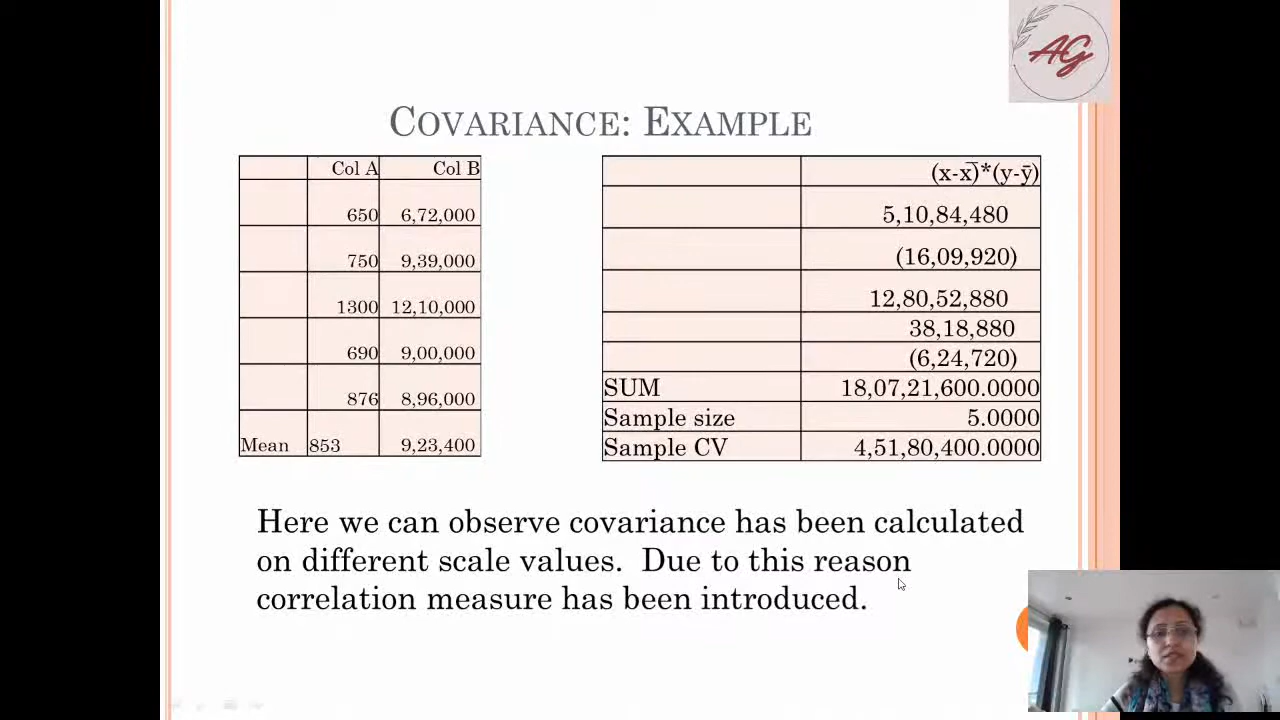 AG
COVARIANCE: EXAMPLE
Col A Col B
650 6,72,000
750 9,39,000
1300 12,10,000
690 9,00,000
876 8,96,000
Mean 853 9,23,400
(x-x̅)*(y-ȳ)
5,10,84,480
(16,09,920)
12,80,52,880
38,18,880
(6,24,720)
SUM 18,07,21,600.0000
Sample size 5.0000
Sample CV 4,51,80,400.0000
Here we can observe covariance has been calculated
on different scale values. Due to this reason
correlation measure has been introduced.